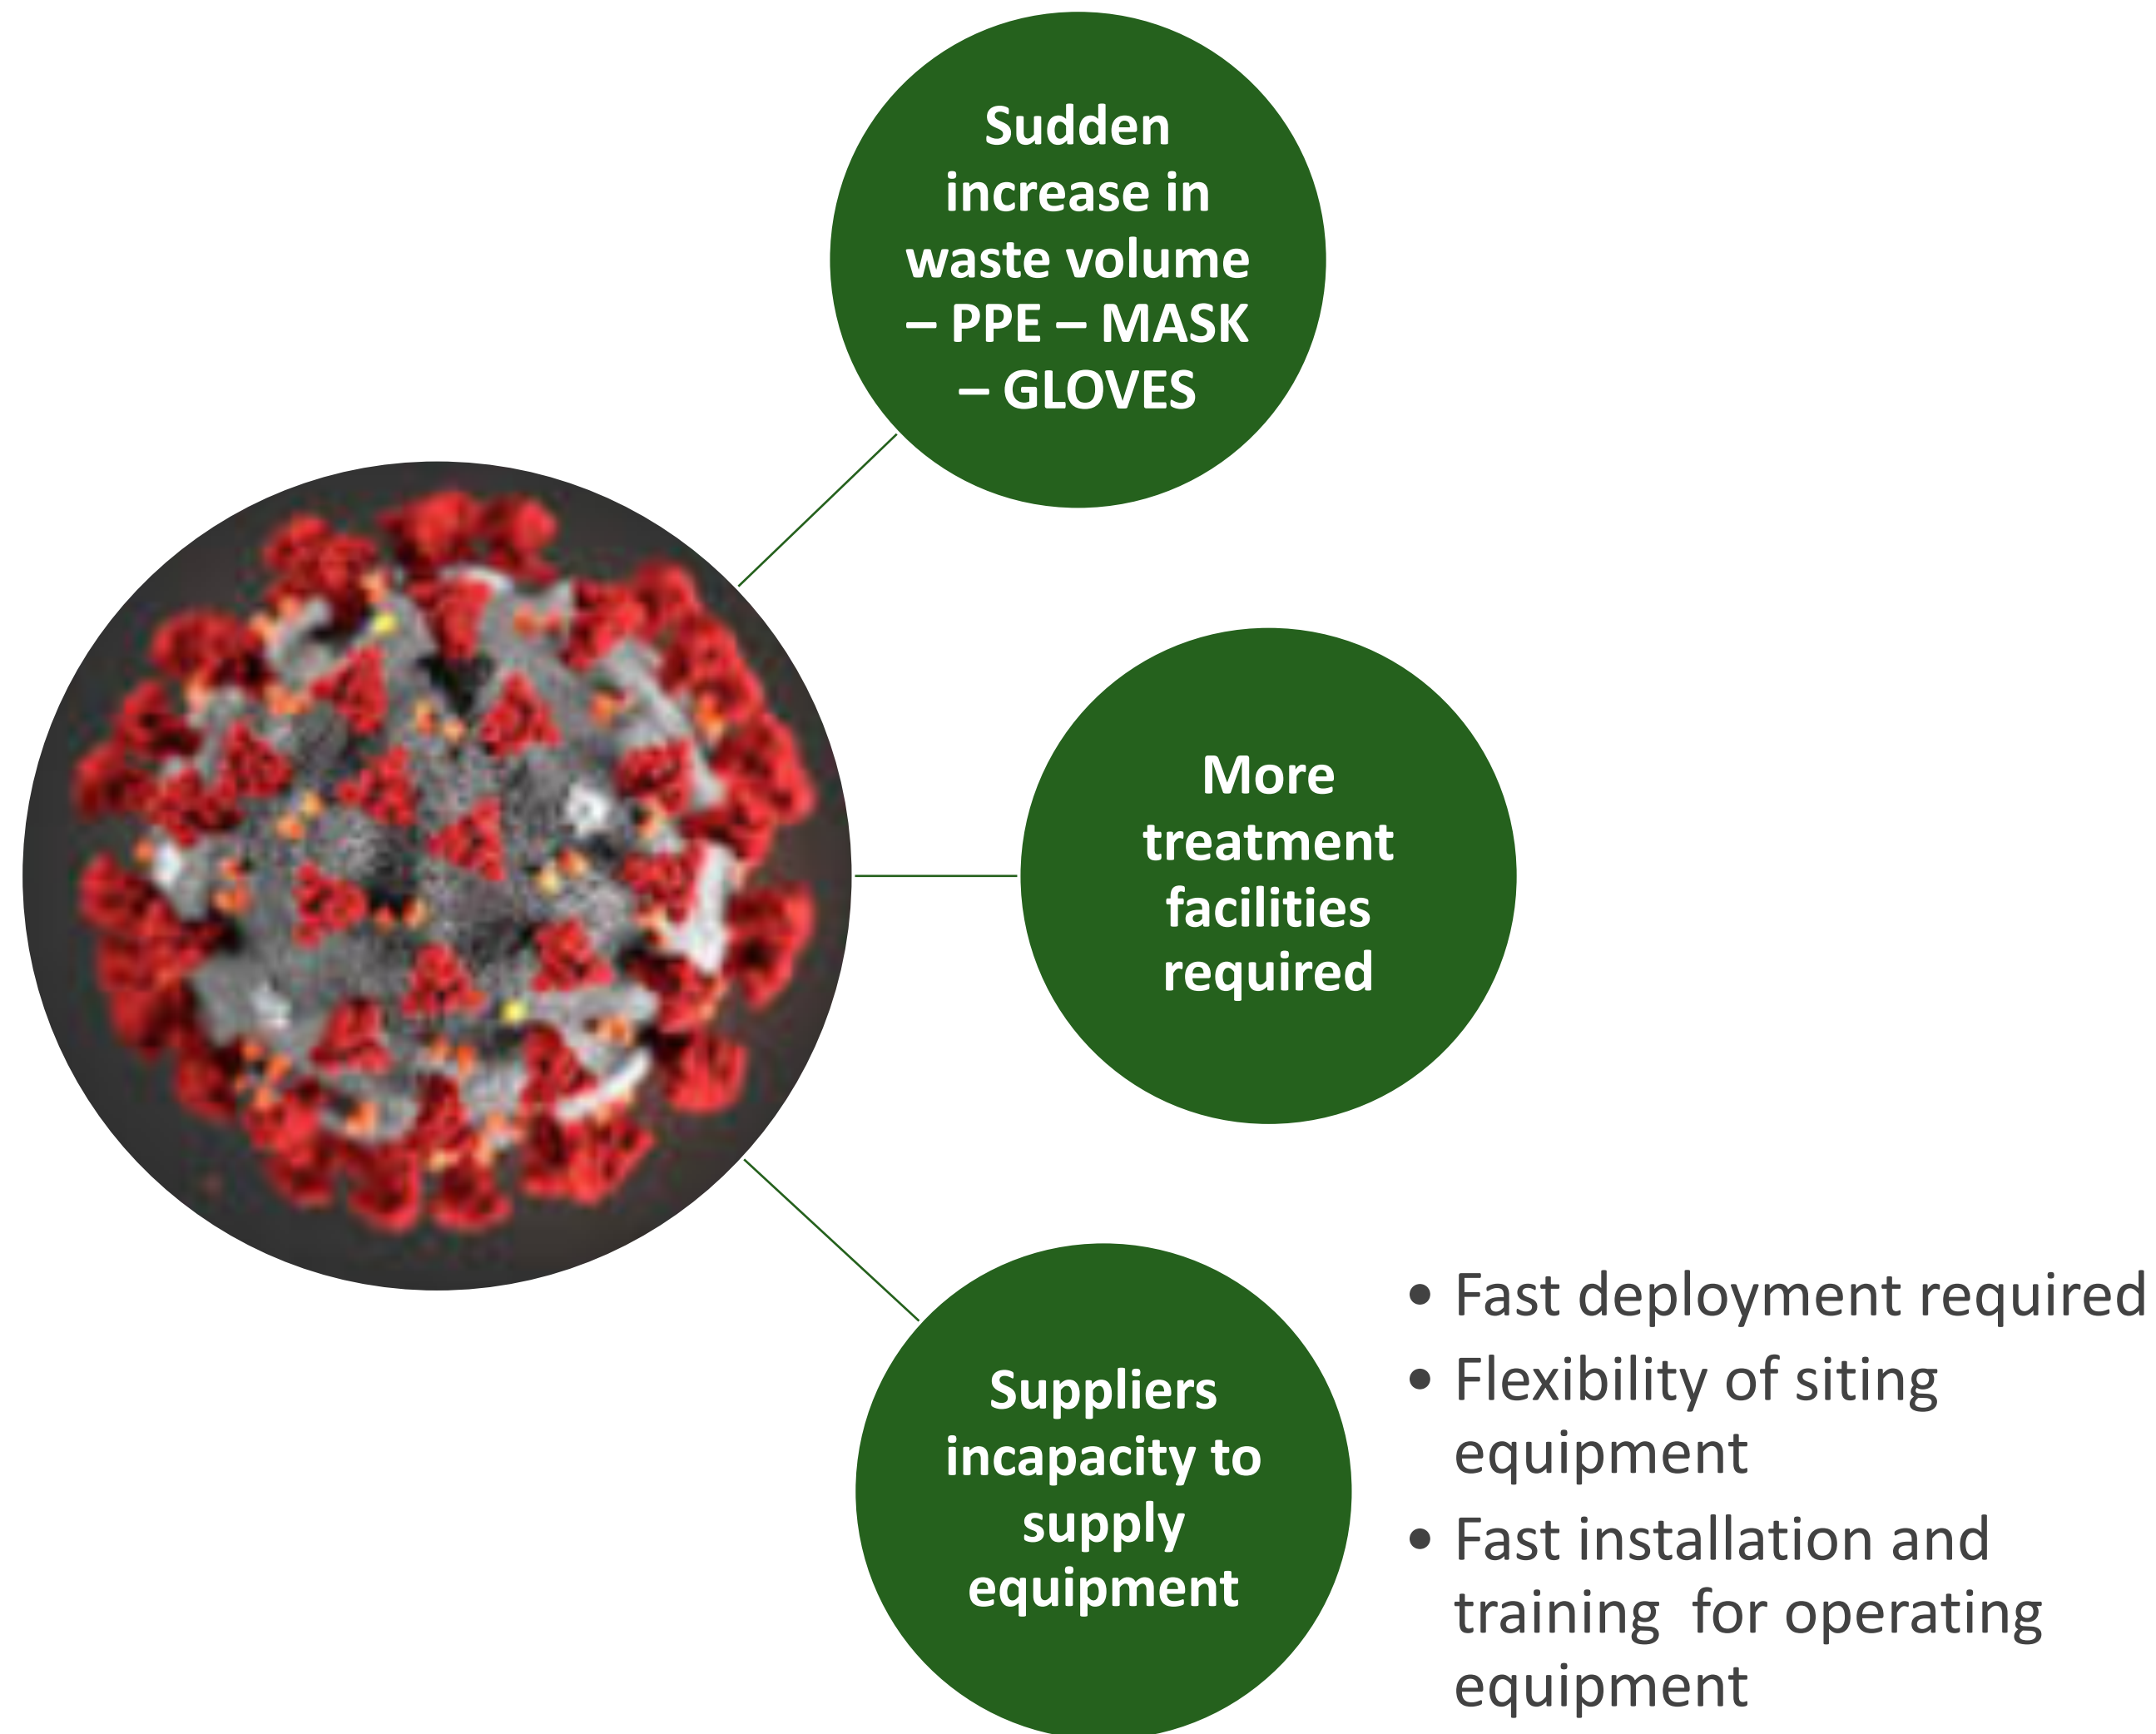 Sudden
increase in
waste volume
– PPE – MASK
– GLOVES
More
treatment
facilities
required
Suppliers
incapacity to
supply
equipment
• Fast deployment required
• Flexibility of siting
equipment
• Fast installation and
training for operating
equipment